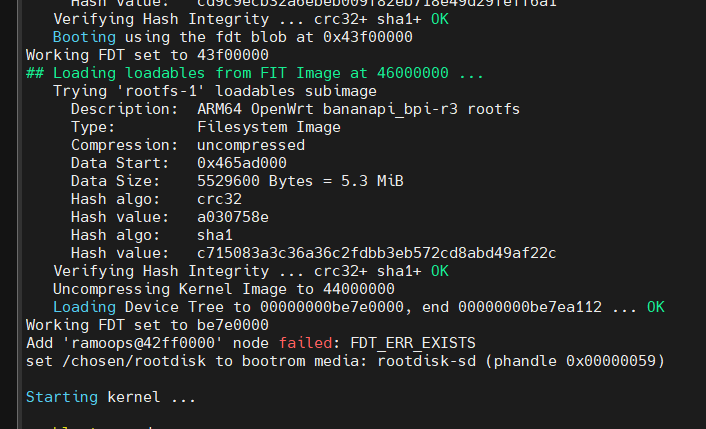 Verifying Hash Integrity ... crc32+ sha1+ OK
Booting using the fdt blob at 0x43f00000
Working FDT set to 43f00000
## Loading loadables from FIT Image at 46000000 ...
Trying 'rootfs-1' loadables subimage
Description: ARM64 OpenWrt bananapi_bpi-r3 rootfs
Type: Filesystem Image
Compression: uncompressed
Data Start: 0x465ad000
Data Size: 5529600 Bytes = 5.3 MiB
Hash algo: crc32
Hash value: a030758e
Hash algo: sha1
Hash value: c715083a3c36a36c2fdbb3eb572cd8abd49af22c
Verifying Hash Integrity ... crc32+ sha1+ OK
Uncompressing Kernel Image to 44000000
Loading Device Tree to 00000000be7e0000, end 00000000be7ea112 ... OK
Working FDT set to be7e0000
Add 'ramoops@42ff0000' node failed: FDT_ERR_EXISTS
set /chosen/rootdisk to bootrom media: rootdisk-sd (phandle 0x00000059)
Starting kernel ...